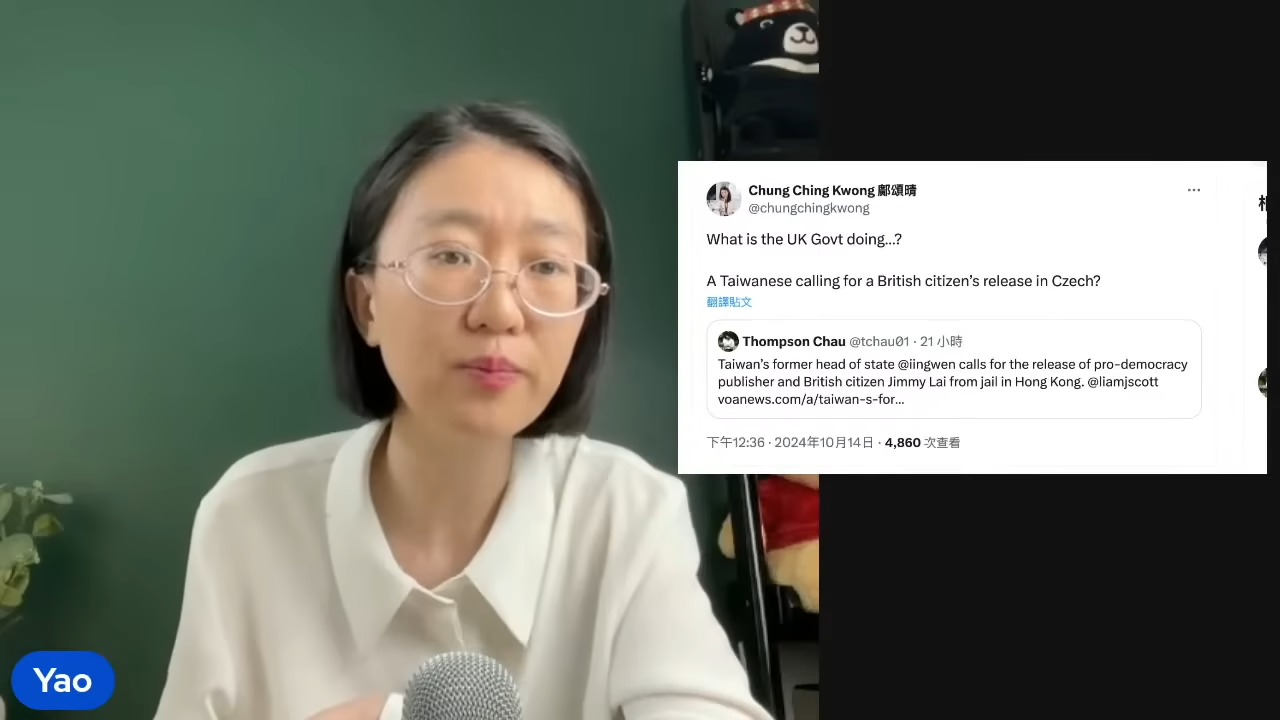 Chung Ching Kwong 鄺頌晴
@chungchingkwong
What is the UK Govt doing...?
A Taiwanese calling for a British citizen's release in Czech?
翻譯貼文
Thompson Chau @tchau01 · 21 小時
Taiwan's former head of state @iingwen calls for the release of pro-democracy
publisher and British citizen Jimmy Lai from jail in Hong Kong. @liamjscott
voanews.com/a/taiwan-s-for...
下午12:36 · 2024年10月14日 · 4,860 次查看
Yao